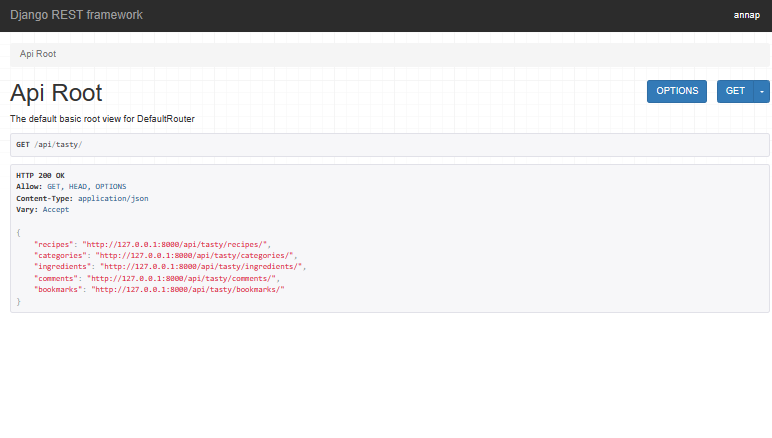 Django REST framework
annap
Api Root
Api Root
OPTIONS
GET
The default basic root view for DefaultRouter
GET /api/tasty/
HTTP 200 OK
Allow: GET, HEAD, OPTIONS
Content-Type: application/json
Vary: Accept
{
    "recipes": "http://127.0.0.1:8000/api/tasty/recipes/",
    "categories": "http://127.0.0.1:8000/api/tasty/categories/",
    "ingredients": "http://127.0.0.1:8000/api/tasty/ingredients/",
    "comments": "http://127.0.0.1:8000/api/tasty/comments/",
    "bookmarks": "http://127.0.0.1:8000/api/tasty/bookmarks/"
}